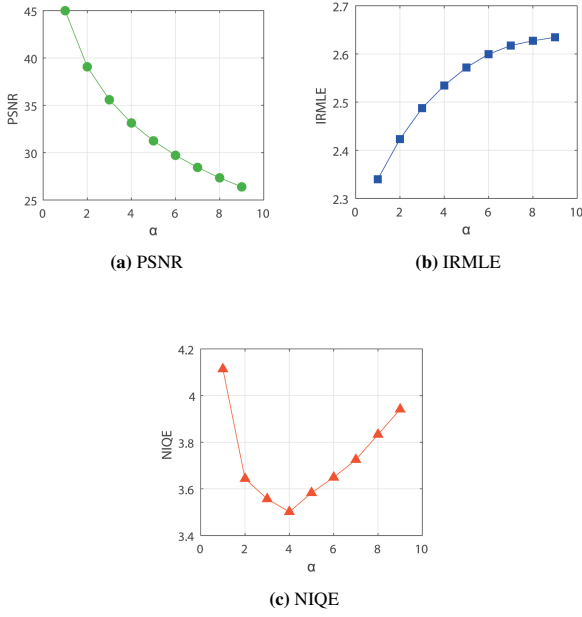 45
40
35
30
25
PSNR
0 2 4 6 8 10
α
(a) PSNR
2.7
2.6
2.5
2.4
2.3
IRMLE
0 2 4 6 8 10
α
(b) IRMLE
4.2
4
3.8
3.6
3.4
NIQE
0 2 4 6 8 10
α
(c) NIQE